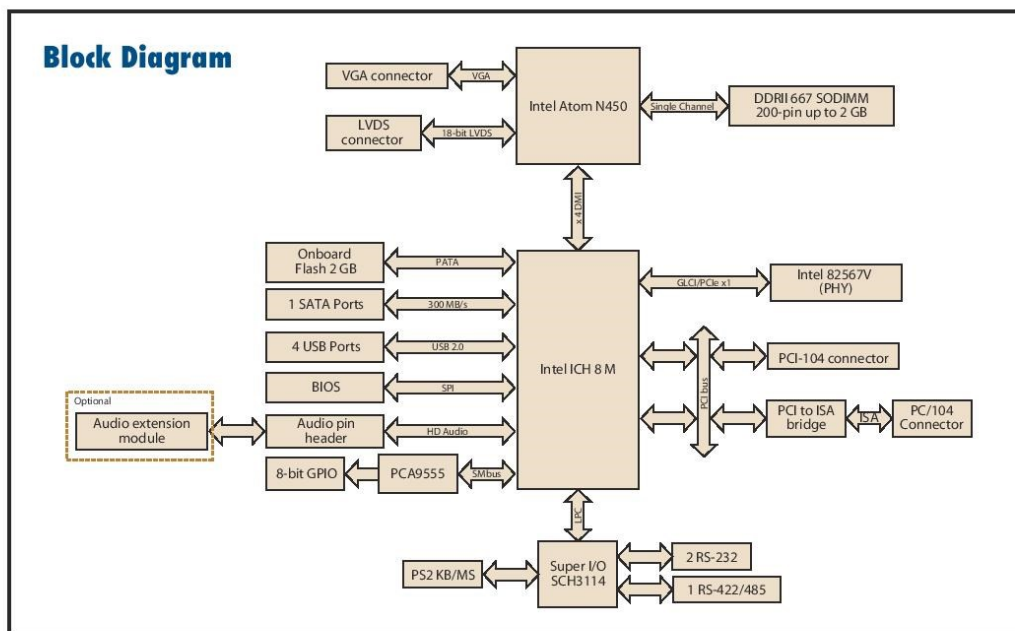 Block Diagram
VGA connector
VGA
Intel Atom N450
Single Channel
DDRII 667 SODIMM
200-pin up to 2 GB
LVDS
connector
18-bit LVDS
x 4 DMI
Onboard
Flash 2 GB
PATA
GLCI/PCIe x1
Intel 82567V
(PHY)
1 SATA Ports
300 MB/s
4 USB Ports
USB 2.0
Intel ICH 8 M
PCI bus
PCI-104 connector
BIOS
SPI
Optional
Audio extension
module
Audio pin
header
HD Audio
PCI to ISA
bridge
ISA
PC/104
Connector
8-bit GPIO
PCA9555
SMbus
LPC
PS2 KB/MS
Super I/O
SCH3114
2 RS-232
1 RS-422/485